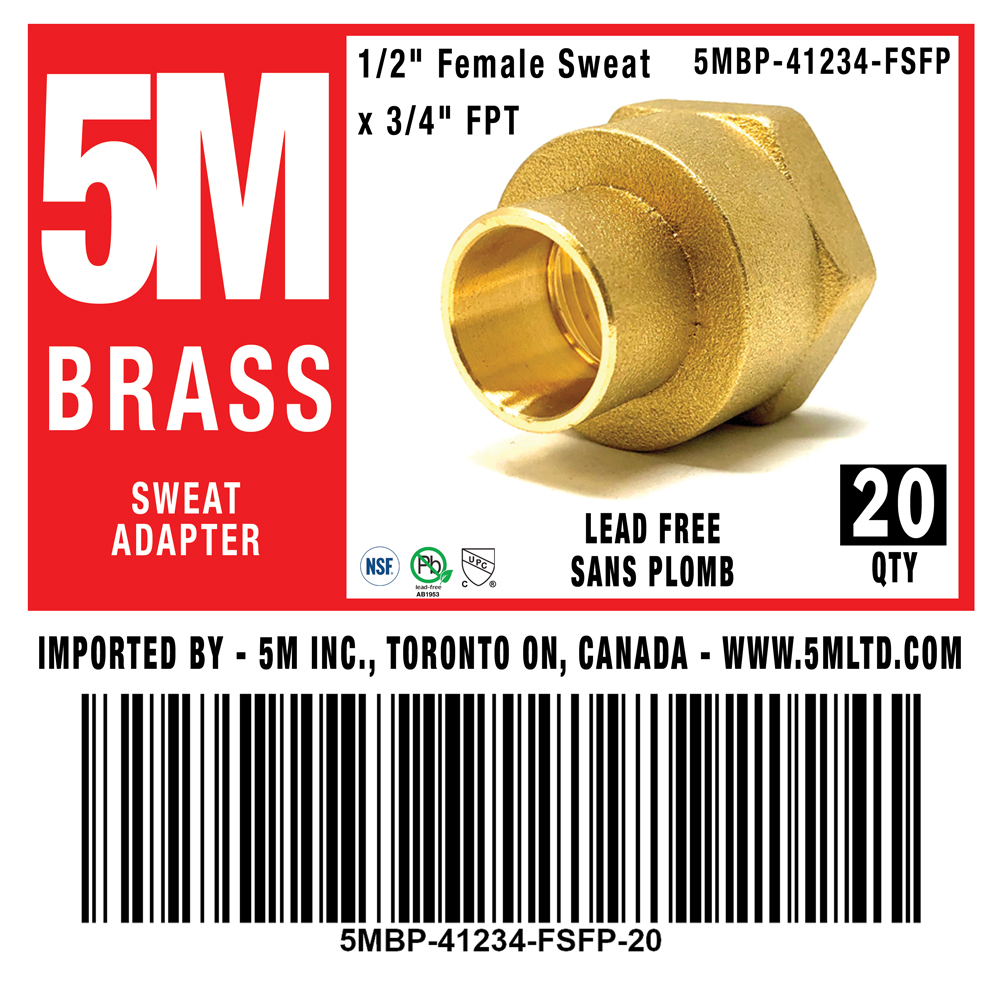 5M
BRASS
SWEAT
ADAPTER
1/2" Female Sweat
x 3/4" FPT
5MBP-41234-FSFP
NSF.
Pb
lead-free
AB1953
UPC
C ®
LEAD FREE
SANS PLOMB
20
QTY
IMPORTED BY - 5M INC., TORONTO ON, CANADA - WWW.5MLTD.COM
5MBP-41234-FSFP-20